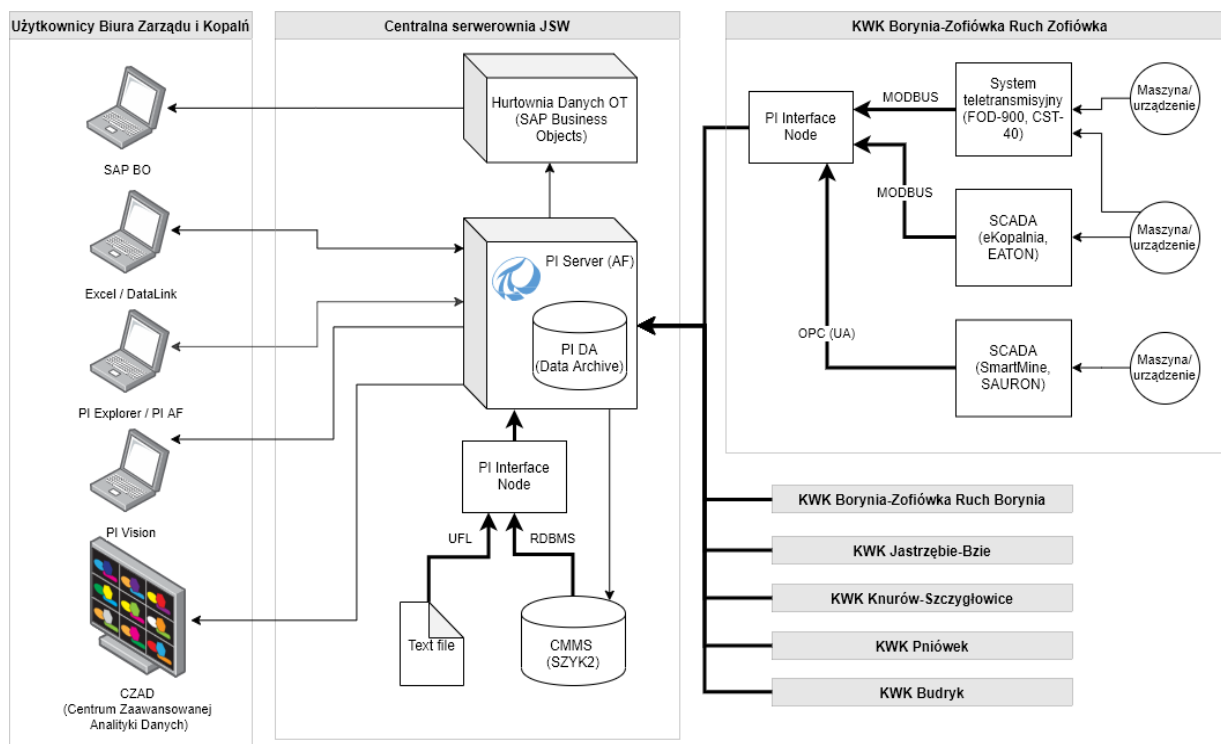 Użytkownicy Biura Zarządu i Kopalń
SAP BO
Excel / DataLink
PI Explorer / PI AF
PI Vision
CZAD
(Centrum Zaawansowanej
Analityki Danych)
Centralna serwerownia JSW
Hurtownia Danych OT
(SAP Business
Objects)
PI Server (AF)
PI DA
(Data Archive)
PI Interface
Node
UFL
RDBMS
Text file
CMMS
(SZYK2)
KWK Borynia-Zofiówka Ruch Zofiówka
PI Interface
Node
MODBUS
System
teletransmisyjny
(FOD-900, CST-
40)
Maszyna/
urządzenie
MODBUS
SCADA
(eKopalnia,
EATON)
Maszyna/
urządzenie
OPC (UA)
SCADA
(SmartMine,
SAURON)
Maszyna/
urządzenie
KWK Borynia-Zofiówka Ruch Borynia
KWK Jastrzębie-Bzie
KWK Knurów-Szczygłowice
KWK Pniówek
KWK Budryk